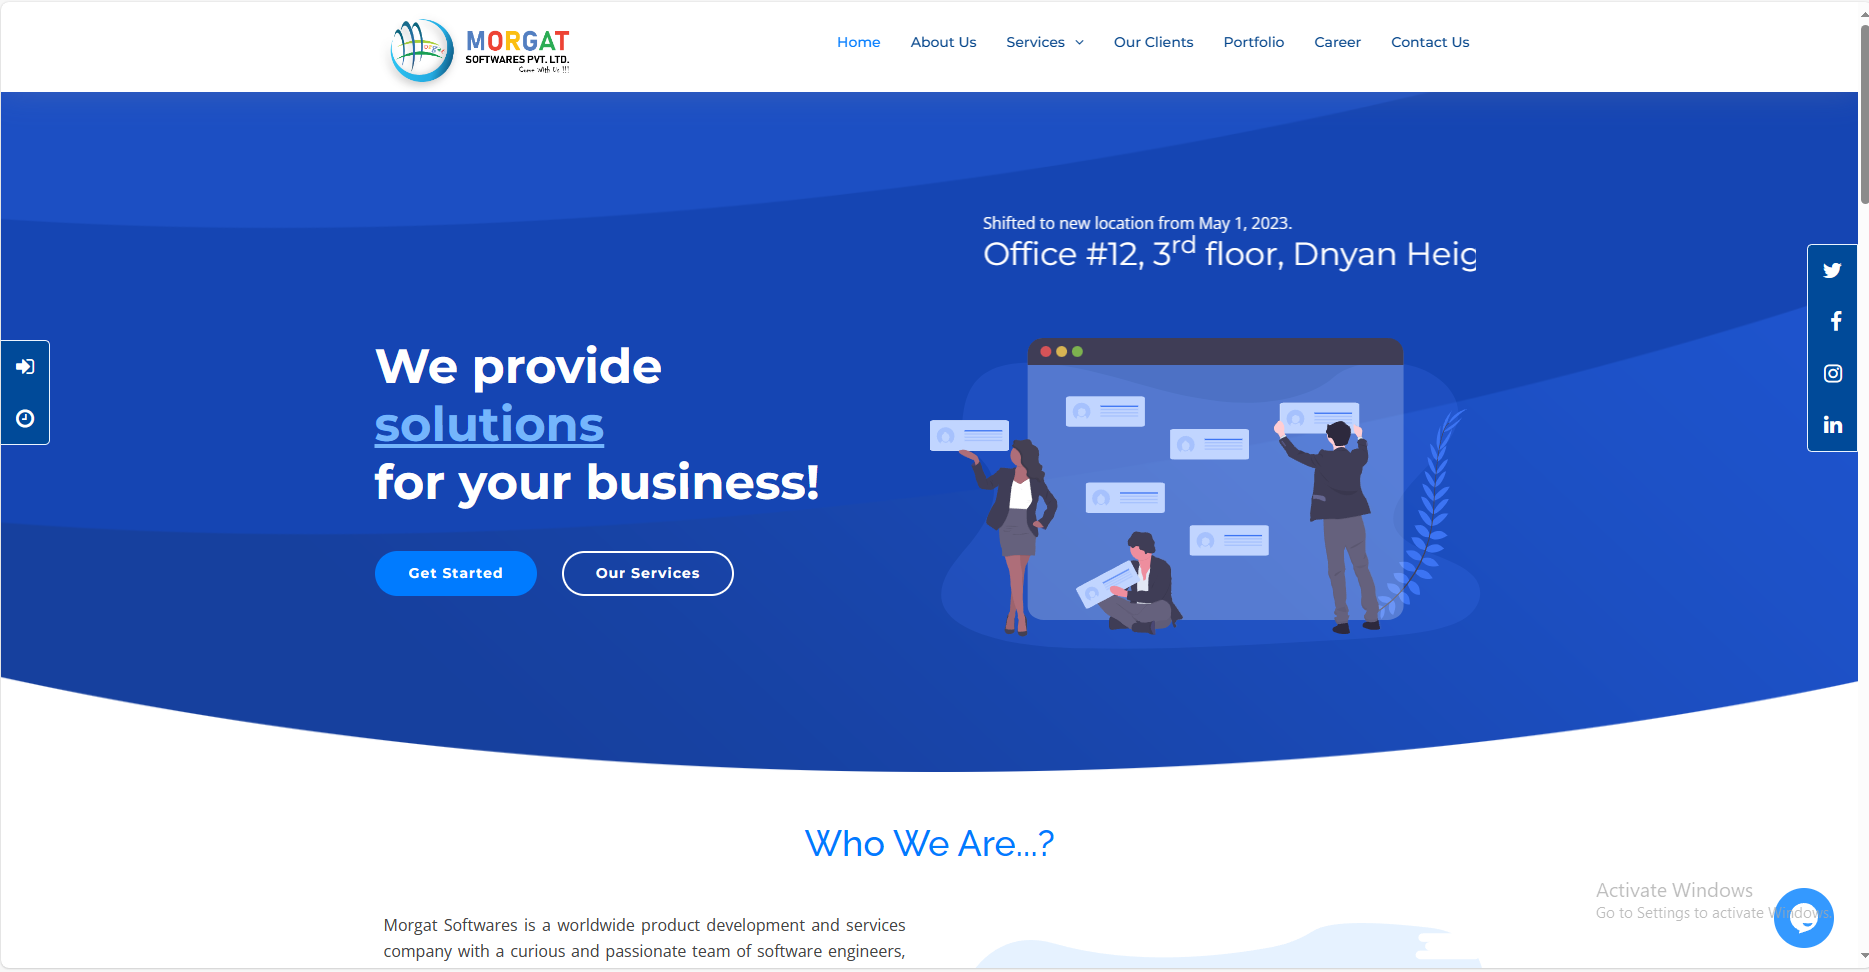 MORGAT
SOFTWARES PVT. LTD.
Come With Us !!!
Home About Us Services Our Clients Portfolio Career Contact Us
Shifted to new location from May 1, 2023.
Office #12, 3rd floor, Dnyan Heig
We provide
solutions
for your business!
Get Started Our Services
Who We Are...?
Morgat Softwares is a worldwide product development and services
company with a curious and passionate team of software engineers,
Activate Windows
Go to Settings to activate Windows.